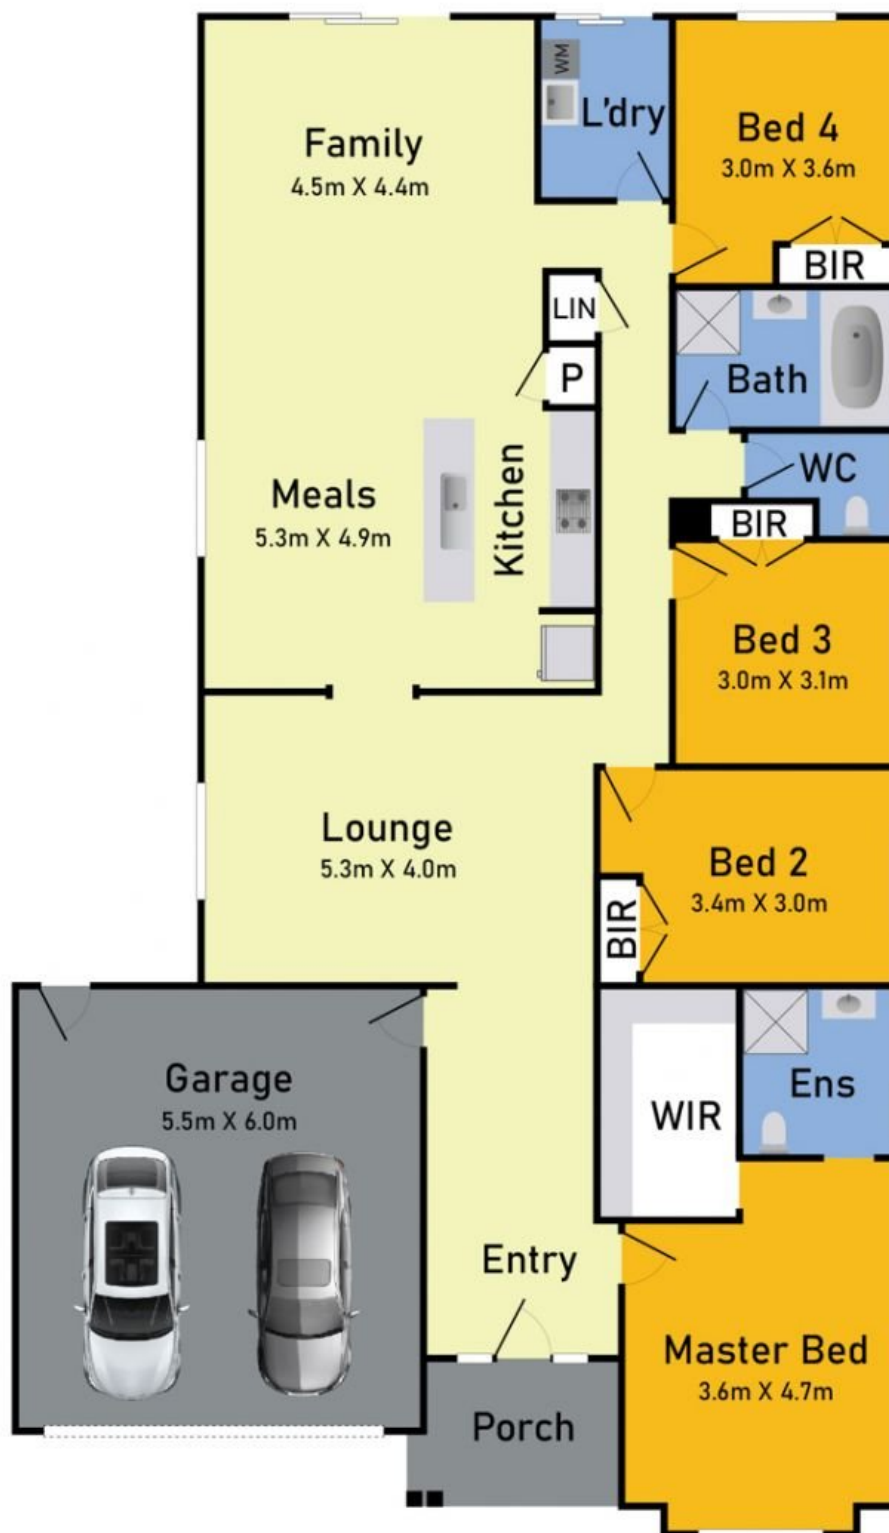 Family
4.5m X 4.4m
WM
L'dry
Bed 4
3.0m X 3.6m
BIR
LIN
P
Bath
Kitchen
Meals
5.3m X 4.9m
WC
BIR
Bed 3
3.0m X 3.1m
Lounge
5.3m X 4.0m
Bed 2
3.4m X 3.0m
BIR
Garage
5.5m X 6.0m
WIR
Ens
Entry
Master Bed
3.6m X 4.7m
Porch